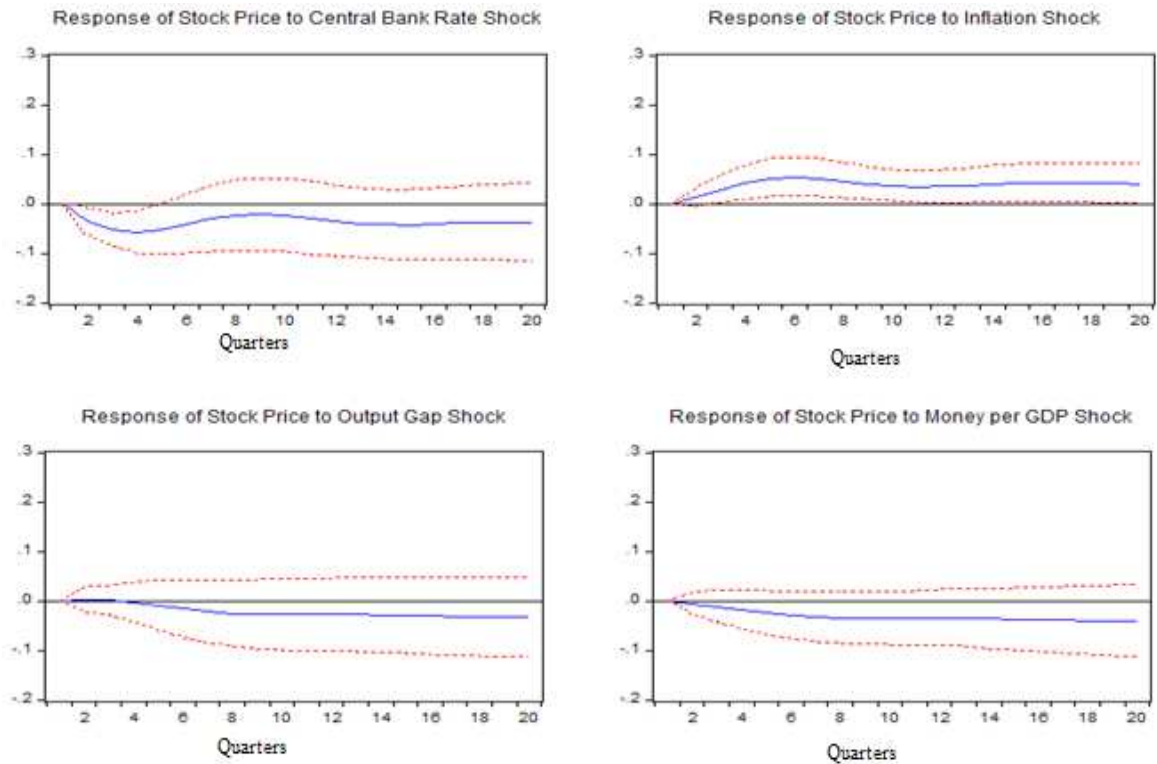 Response of Stock Price to Central Bank Rate Shock
.3
.2
.1
.0
-.1
-.2
2 4 6 8 10 12 14 16 18 20
Quarters
Response of Stock Price to Inflation Shock
.3
.2
.1
.0
-.1
-.2
2 4 6 8 10 12 14 16 18 20
Quarters
Response of Stock Price to Output Gap Shock
.3
.2
.1
.0
-.1
-.2
2 4 6 8 10 12 14 16 18 20
Quarters
Response of Stock Price to Money per GDP Shock
.3
.2
.1
.0
-.1
-.2
2 4 6 8 10 12 14 16 18 20
Quarters